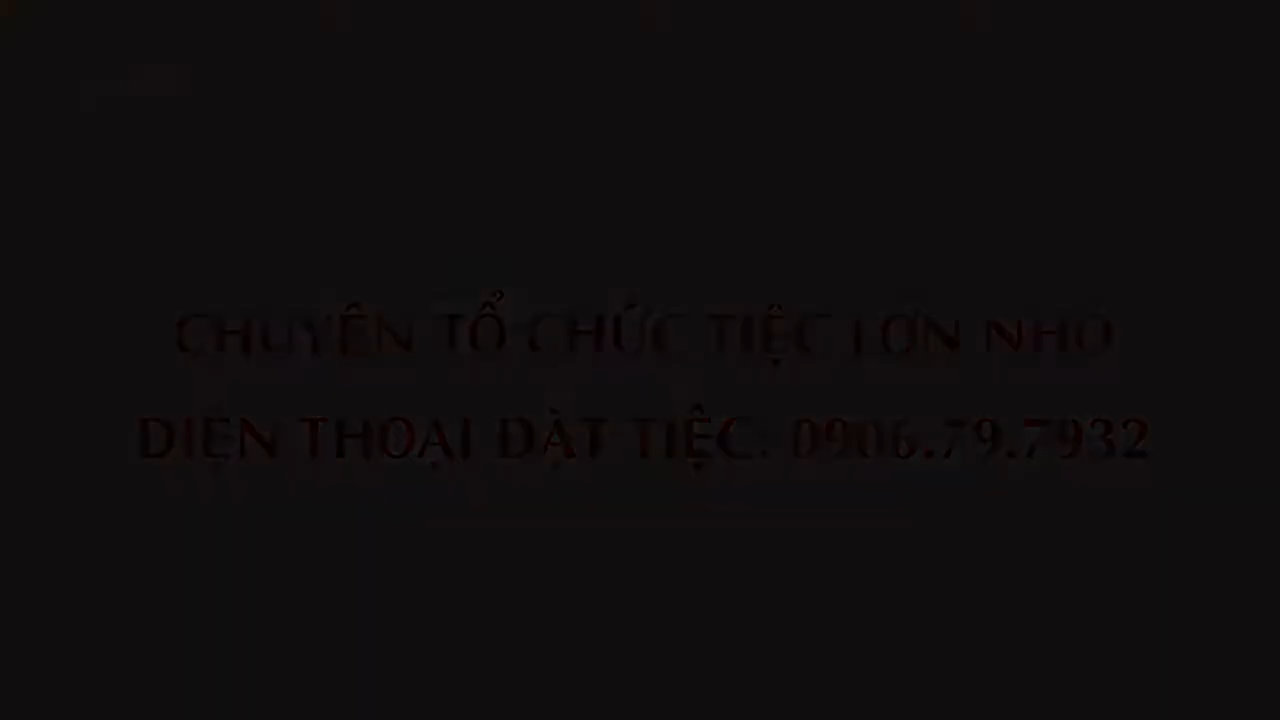 CHUYÊN TỔ CHỨC TIỆC LỚN NHỎ
ĐIỆN THOẠI ĐẶT TIỆC: 0906.79.7932